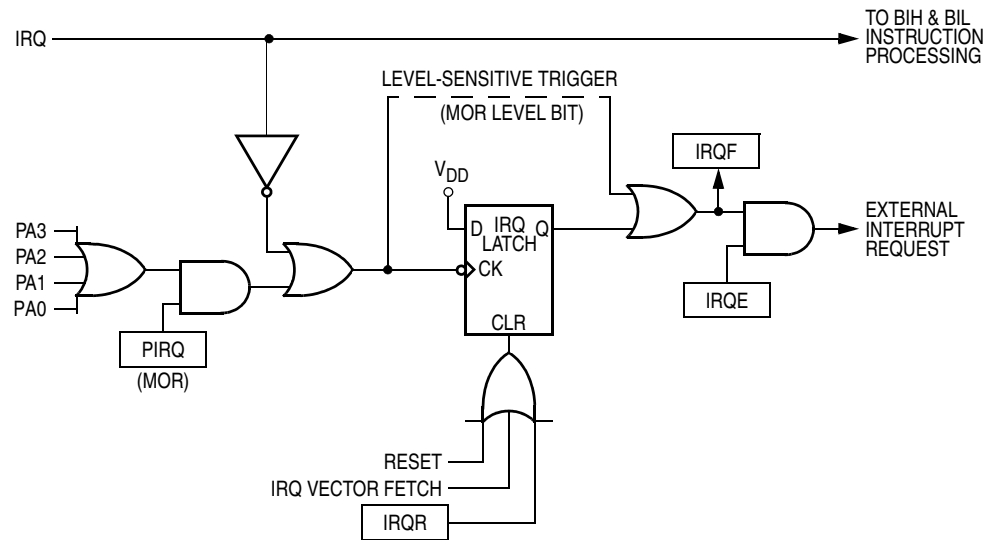 TO BIH & BIL
INSTRUCTION
PROCESSING
IRQ
LEVEL-SENSITIVE TRIGGER
(MOR LEVEL BIT)
IRQF
VDD
EXTERNAL
INTERRUPT
REQUEST
D IRQ Q
LATCH
CK
CLR
PA3
PA2
PA1
PA0
IRQE
PIRQ
(MOR)
RESET
IRQ VECTOR FETCH
IRQR